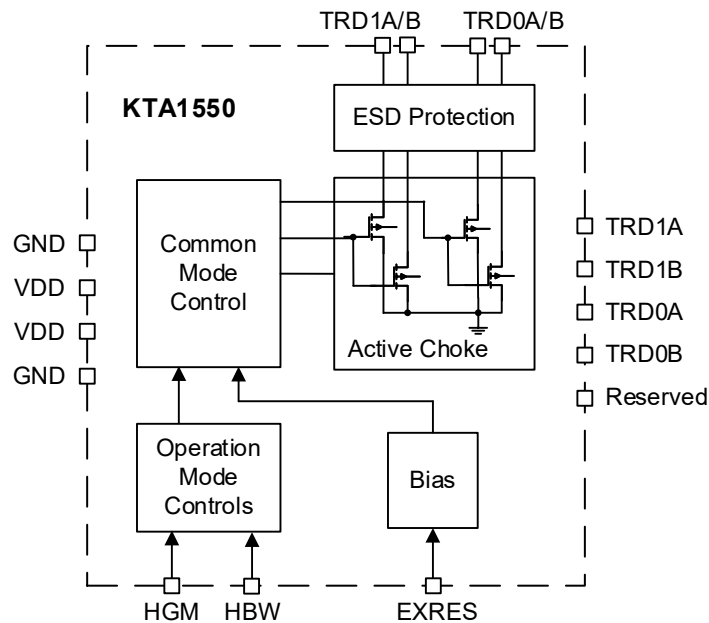 TRD1A/B TRD0A/B
KTA1550
ESD Protection
Common
Mode
Control
Active Choke
GND
VDD
VDD
GND
TRD1A
TRD1B
TRD0A
TRD0B
Reserved
Operation
Mode
Controls
Bias
HGM HBW EXRES